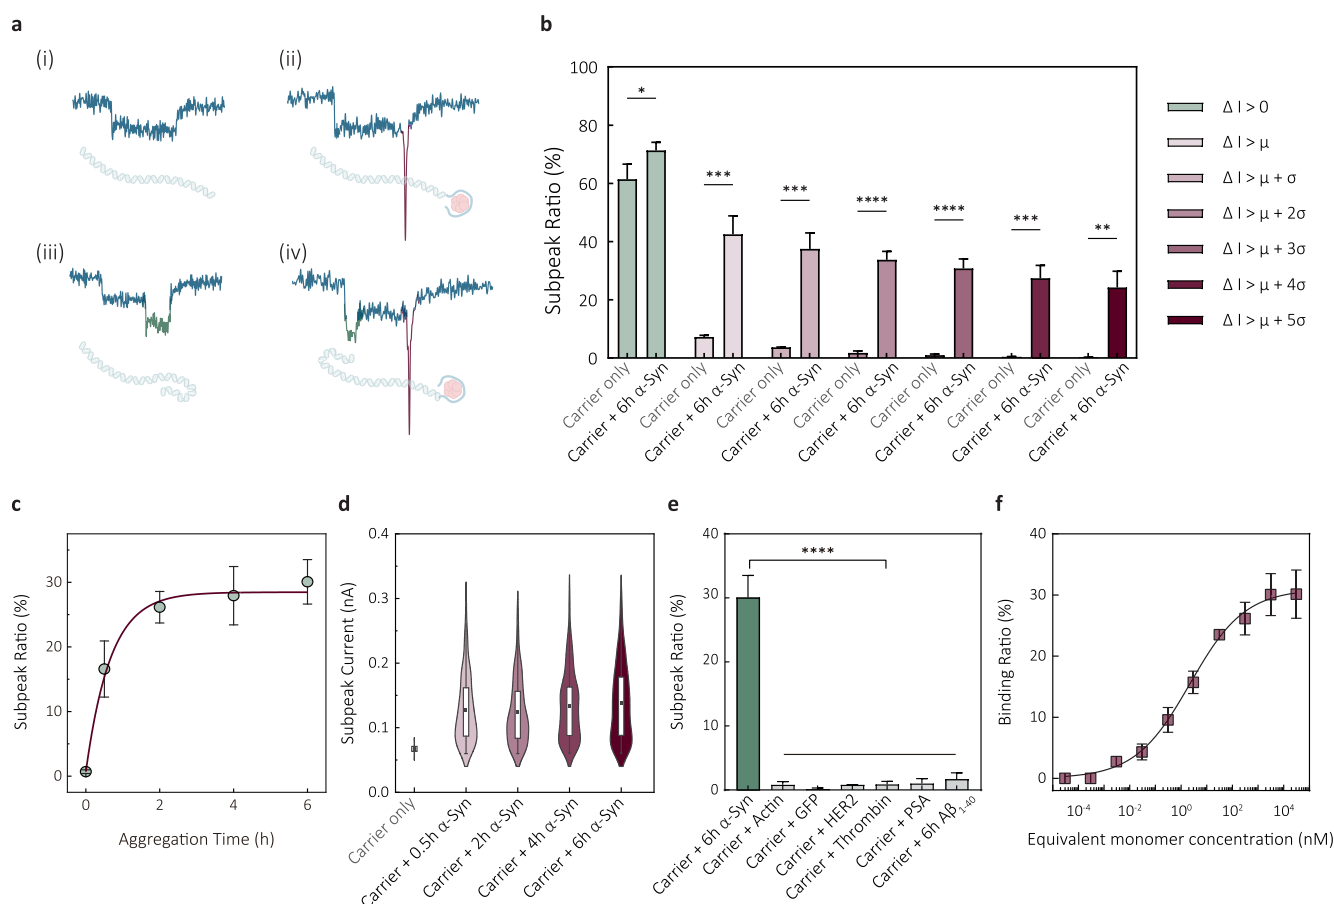 a
(i)
(ii)
(iii)
(iv)
b
Subpeak Ratio (%)
100
80
60
40
20
0
*
***
***
****
****
***
**
Carrier only
Carrier + 6h α-Syn
Carrier only
Carrier + 6h α-Syn
Carrier only
Carrier + 6h α-Syn
Carrier only
Carrier + 6h α-Syn
Carrier only
Carrier + 6h α-Syn
Carrier only
Carrier + 6h α-Syn
Carrier only
Carrier + 6h α-Syn
Δ I > 0
Δ I > μ
Δ I > μ + σ
Δ I > μ + 2σ
Δ I > μ + 3σ
Δ I > μ + 4σ
Δ I > μ + 5σ
c
Subpeak Ratio (%)
30
20
10
0
0
2
4
6
Aggregation Time (h)
d
Subpeak Current (nA)
0.4
0.3
0.2
0.1
0.0
Carrier only
Carrier + 0.5h α-Syn
Carrier + 2h α-Syn
Carrier + 4h α-Syn
Carrier + 6h α-Syn
e
Subpeak Ratio (%)
40
30
20
10
0
****
Carrier + 6h α-Syn
Carrier + Actin
Carrier + GFP
Carrier + HER2
Carrier + Thrombin
Carrier + PSA
Carrier + 6h Aβ1-40
f
Binding Ratio (%)
40
30
20
10
0
10⁻⁴
10⁻²
10⁰
10²
10⁴
Equivalent monomer concentration (nM)